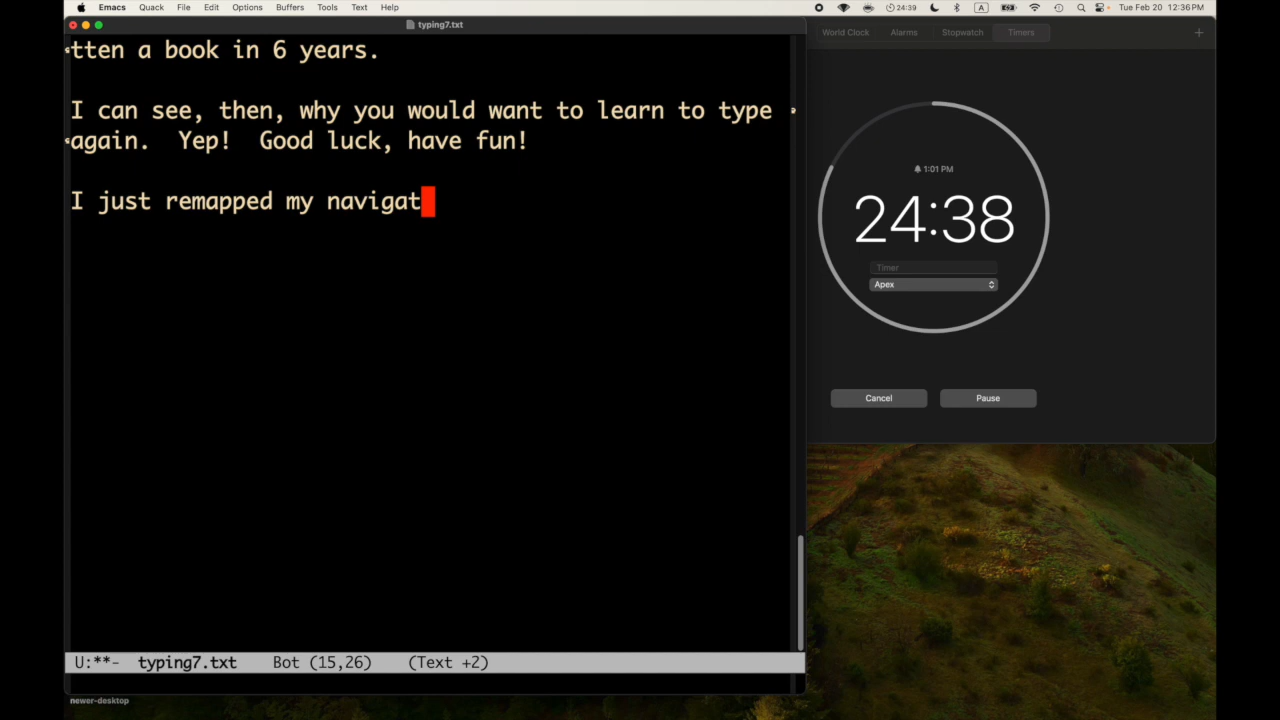 Emacs Quack File Edit Options Buffers Tools Text Help
24:39
A
Tue Feb 20 12:36 PM
typing7.txt
World Clock Alarms Stopwatch Timers
tten a book in 6 years.
I can see, then, why you would want to learn to type
again.  Yep!  Good luck, have fun!
I just remapped my navigat
1:01 PM
24:38
Timer
Apex
Cancel Pause
U:**-  typing7.txt    Bot (15,26)    (Text +2)
newer-desktop